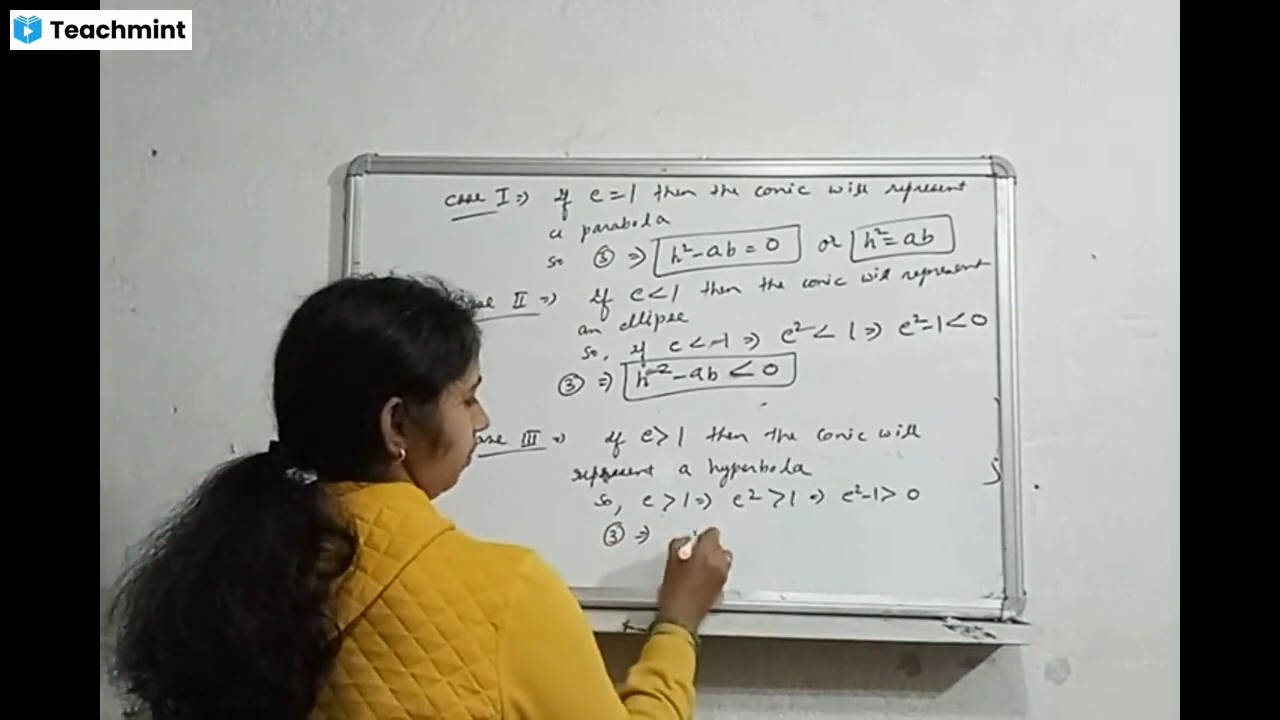 Teachmint
Case I ⇒ If e = 1 then the conic will represent
a parabola
so ③ ⇒ h² - ab = 0 or h² = ab
II ⇒ If e < 1 then the conic will represent
an ellipse
so, if e < 1 ⇒ e² < 1 ⇒ e² - 1 < 0
③ ⇒ h² - ab < 0
III ⇒ If e > 1 then the conic will
represent a hyperbola
so, e > 1 ⇒ e² > 1 ⇒ e² - 1 > 0
③ ⇒